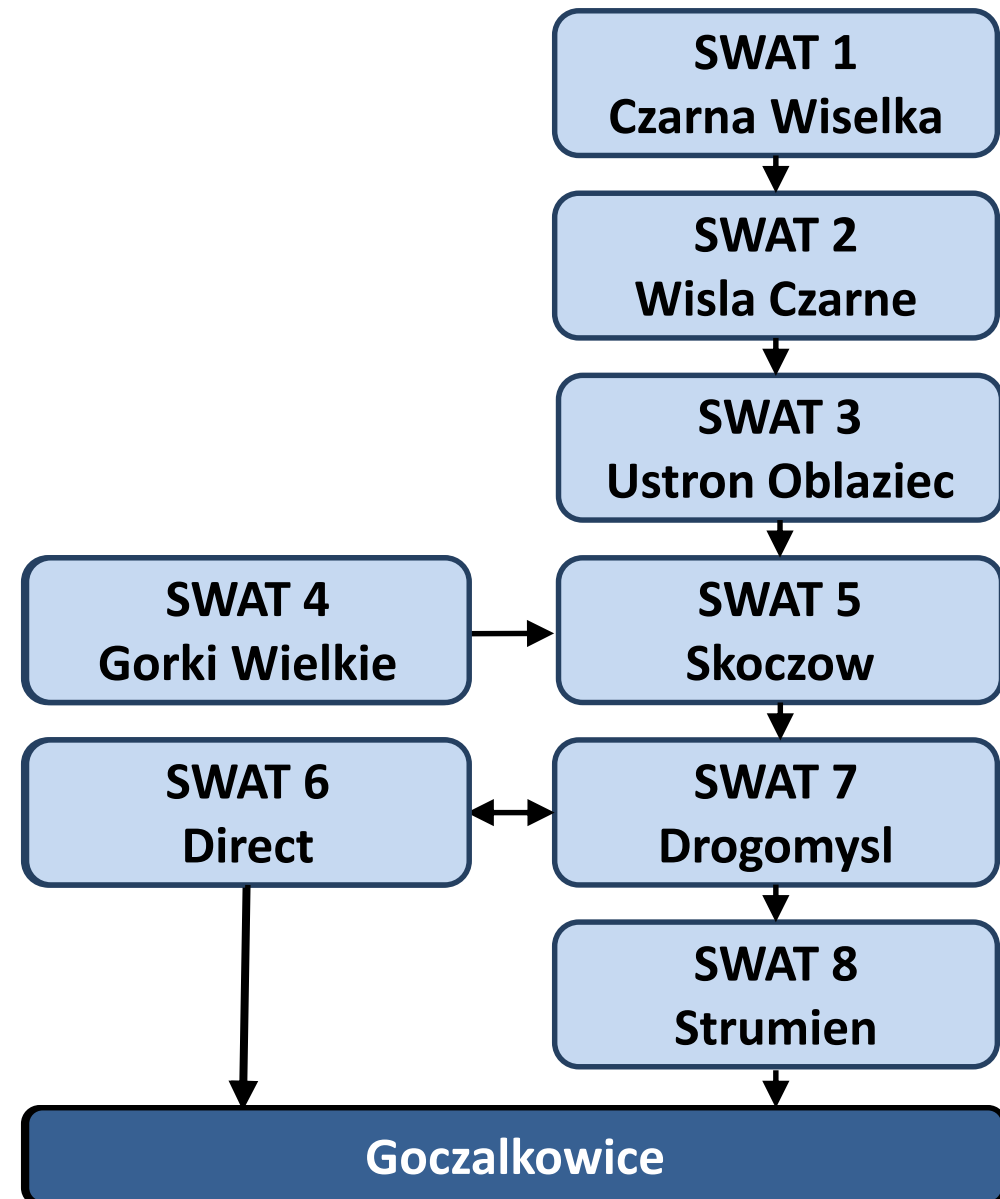 SWAT 1
Czarna Wiselka
SWAT 2
Wisla Czarne
SWAT 3
Ustron Oblaziec
SWAT 4
Gorki Wielkie
SWAT 5
Skoczow
SWAT 6
Direct
SWAT 7
Drogomysl
SWAT 8
Strumien
Goczalkowice